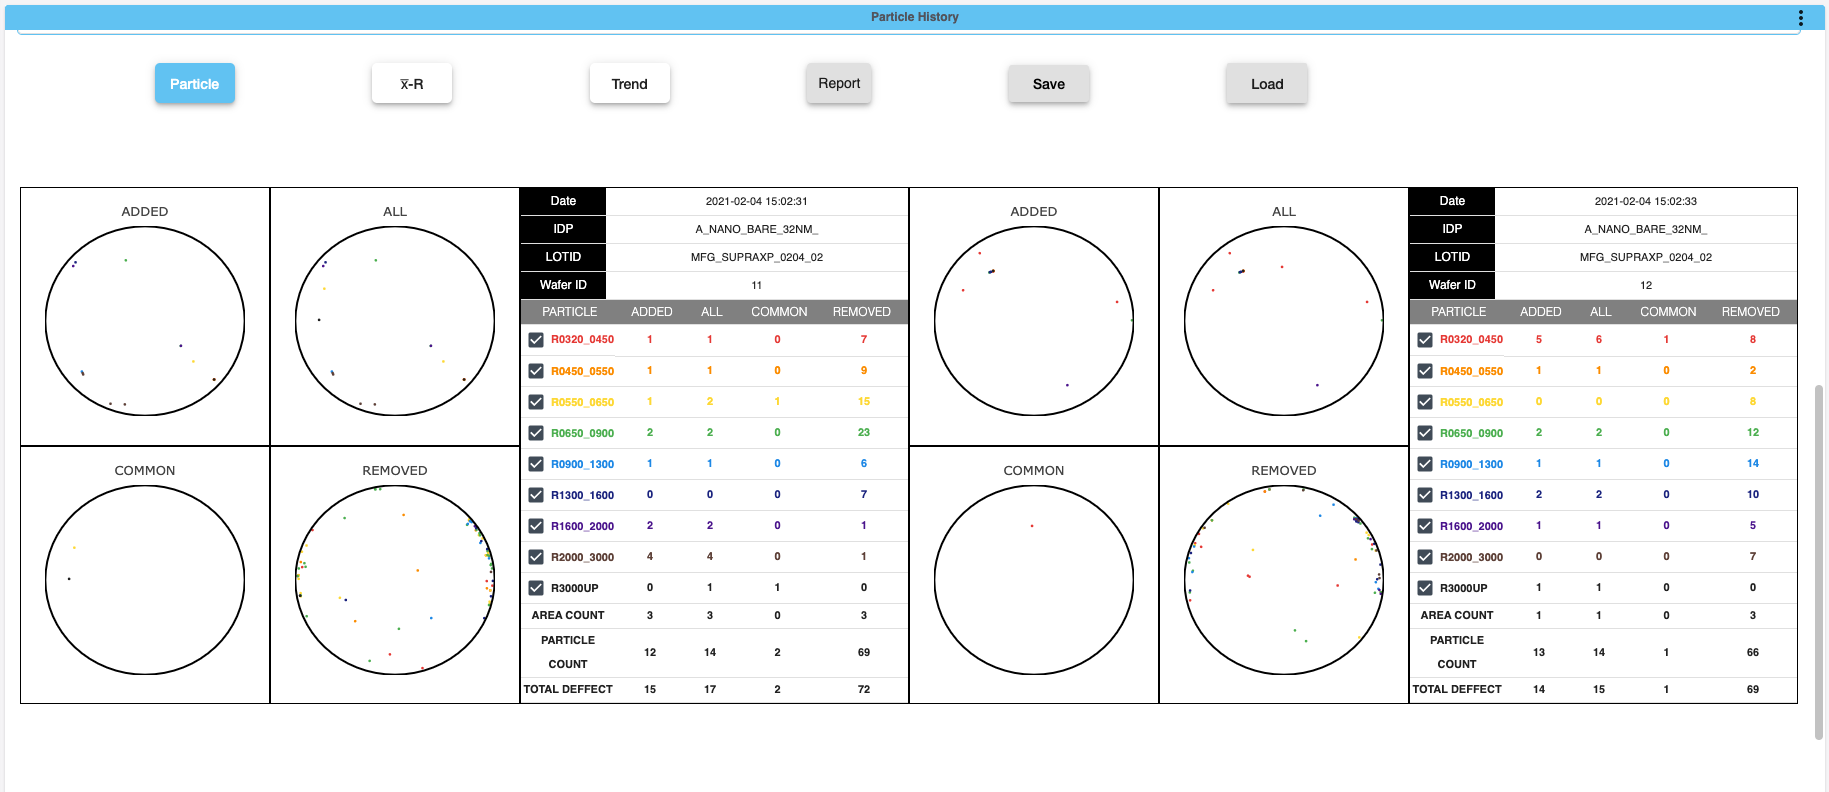 Particle History
Particle
x̅-R
Trend
Report
Save
Load
ADDED
ALL
COMMON
REMOVED
Date 2021-02-04 15:02:31
IDP A_NANO_BARE_32NM_
LOTID MFG_SUPRAXP_0204_02
Wafer ID 11
PARTICLE ADDED ALL COMMON REMOVED
R0320_0450 1 1 0 7
R0450_0550 1 1 0 9
R0550_0650 1 2 1 15
R0650_0900 2 2 0 23
R0900_1300 1 1 0 6
R1300_1600 0 0 0 7
R1600_2000 2 2 0 1
R2000_3000 4 4 0 1
R3000UP 0 1 1 0
AREA COUNT 3 3 0 3
PARTICLE
COUNT 12 14 2 69
TOTAL DEFFECT 15 17 2 72
ADDED
ALL
COMMON
REMOVED
Date 2021-02-04 15:02:33
IDP A_NANO_BARE_32NM_
LOTID MFG_SUPRAXP_0204_02
Wafer ID 12
PARTICLE ADDED ALL COMMON REMOVED
R0320_0450 5 6 1 8
R0450_0550 1 1 0 2
R0550_0650 0 0 0 8
R0650_0900 2 2 0 12
R0900_1300 1 1 0 14
R1300_1600 2 2 0 10
R1600_2000 1 1 0 5
R2000_3000 0 0 0 7
R3000UP 1 1 0 0
AREA COUNT 1 1 0 3
PARTICLE
COUNT 13 14 1 66
TOTAL DEFFECT 14 15 1 69